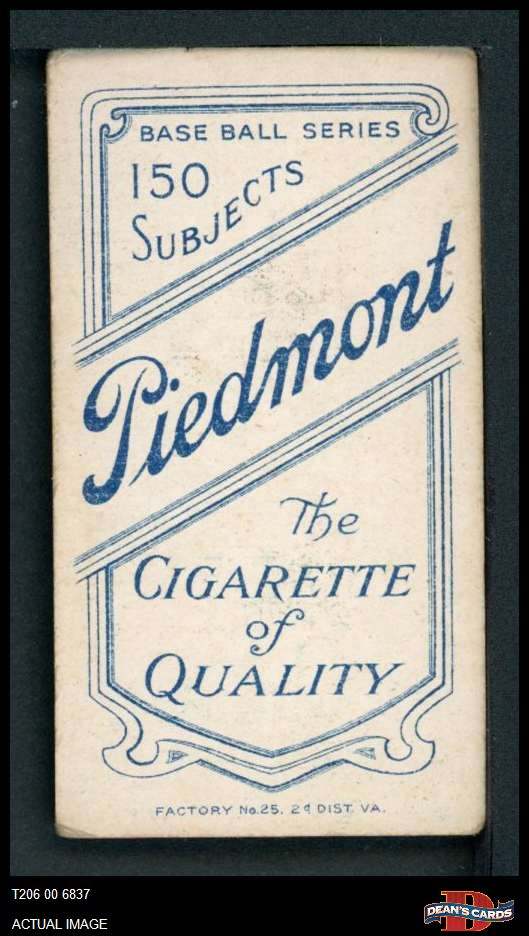 BASE BALL SERIES
150
SUBJECTS
Piedmont
The
CIGARETTE
of
QUALITY
FACTORY No. 25. 2d DIST. VA.
T206 00 6837
ACTUAL IMAGE
D
DEAN'S CARDS